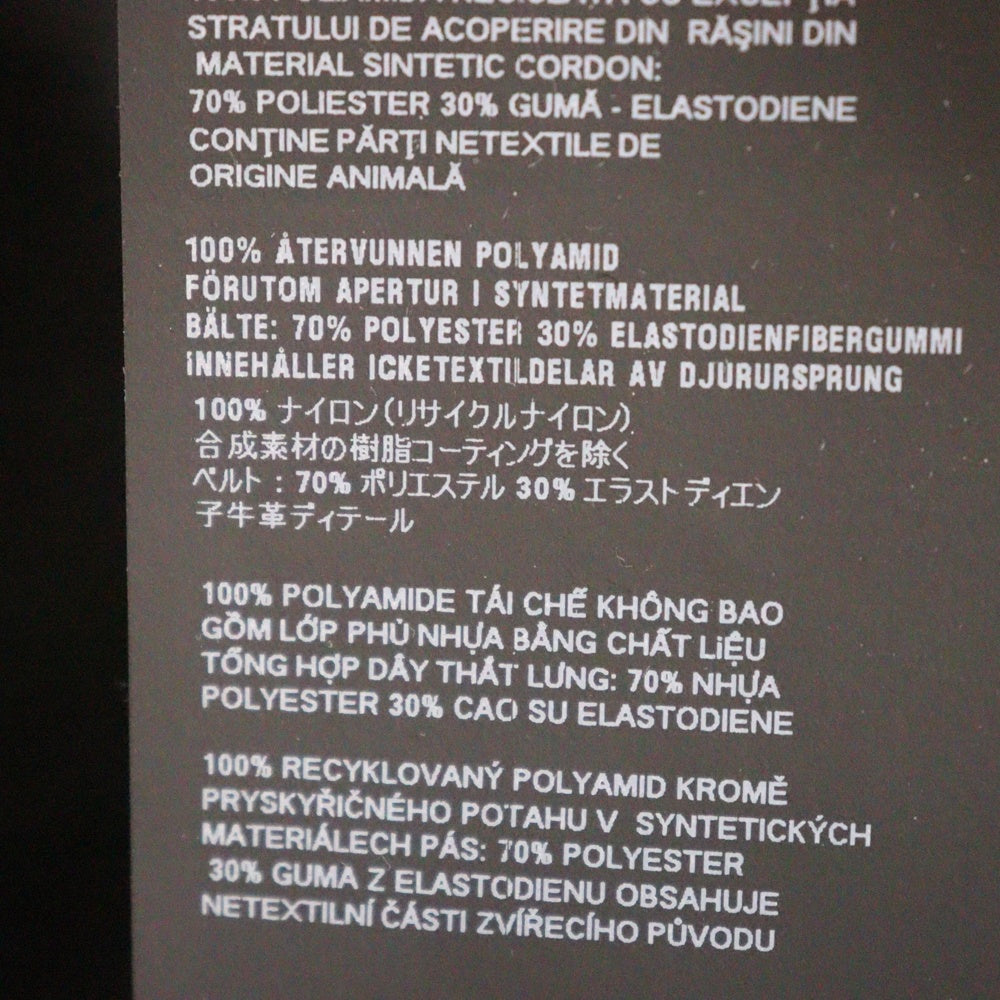 STRATULUI DE ACOPERIRE DIN RĂŞINI DIN
MATERIAL SINTETIC CORDON:
70% POLIESTER 30% GUMĂ - ELASTODIENE
CONŢINE PĂRŢI NETEXTILE DE
ORIGINE ANIMALĂ
100% ÅTERVUNNEN POLYAMID
FÖRUTOM APERTUR I SYNTETMATERIAL
BÄLTE: 70% POLYESTER 30% ELASTODIENFIBERGUMMI
INNEHÅLLER ICKETEXTILDELAR AV DJURURSPRUNG
100% ナイロン(リサイクルナイロン)
合成素材の樹脂コーティングを除く
ベルト : 70% ポリエステル 30% エラストディエン
子牛革ディテール
100% POLYAMIDE TÁI CHẾ KHÔNG BAO
GỒM LỚP PHỦ NHỰA BẰNG CHẤT LIỆU
TỔNG HỢP DÂY THẮT LƯNG: 70% NHỰA
POLYESTER 30% CAO SU ELASTODIENE
100% RECYKLOVANÝ POLYAMID KROMĚ
PRYSKYŘIČNÉHO POTAHU V SYNTETICKÝCH
MATERIÁLECH PÁS: 70% POLYESTER
30% GUMA Z ELASTODIENU OBSAHUJE
NETEXTILNÍ ČÁSTI ZVÍŘECÍHO PŮVODU